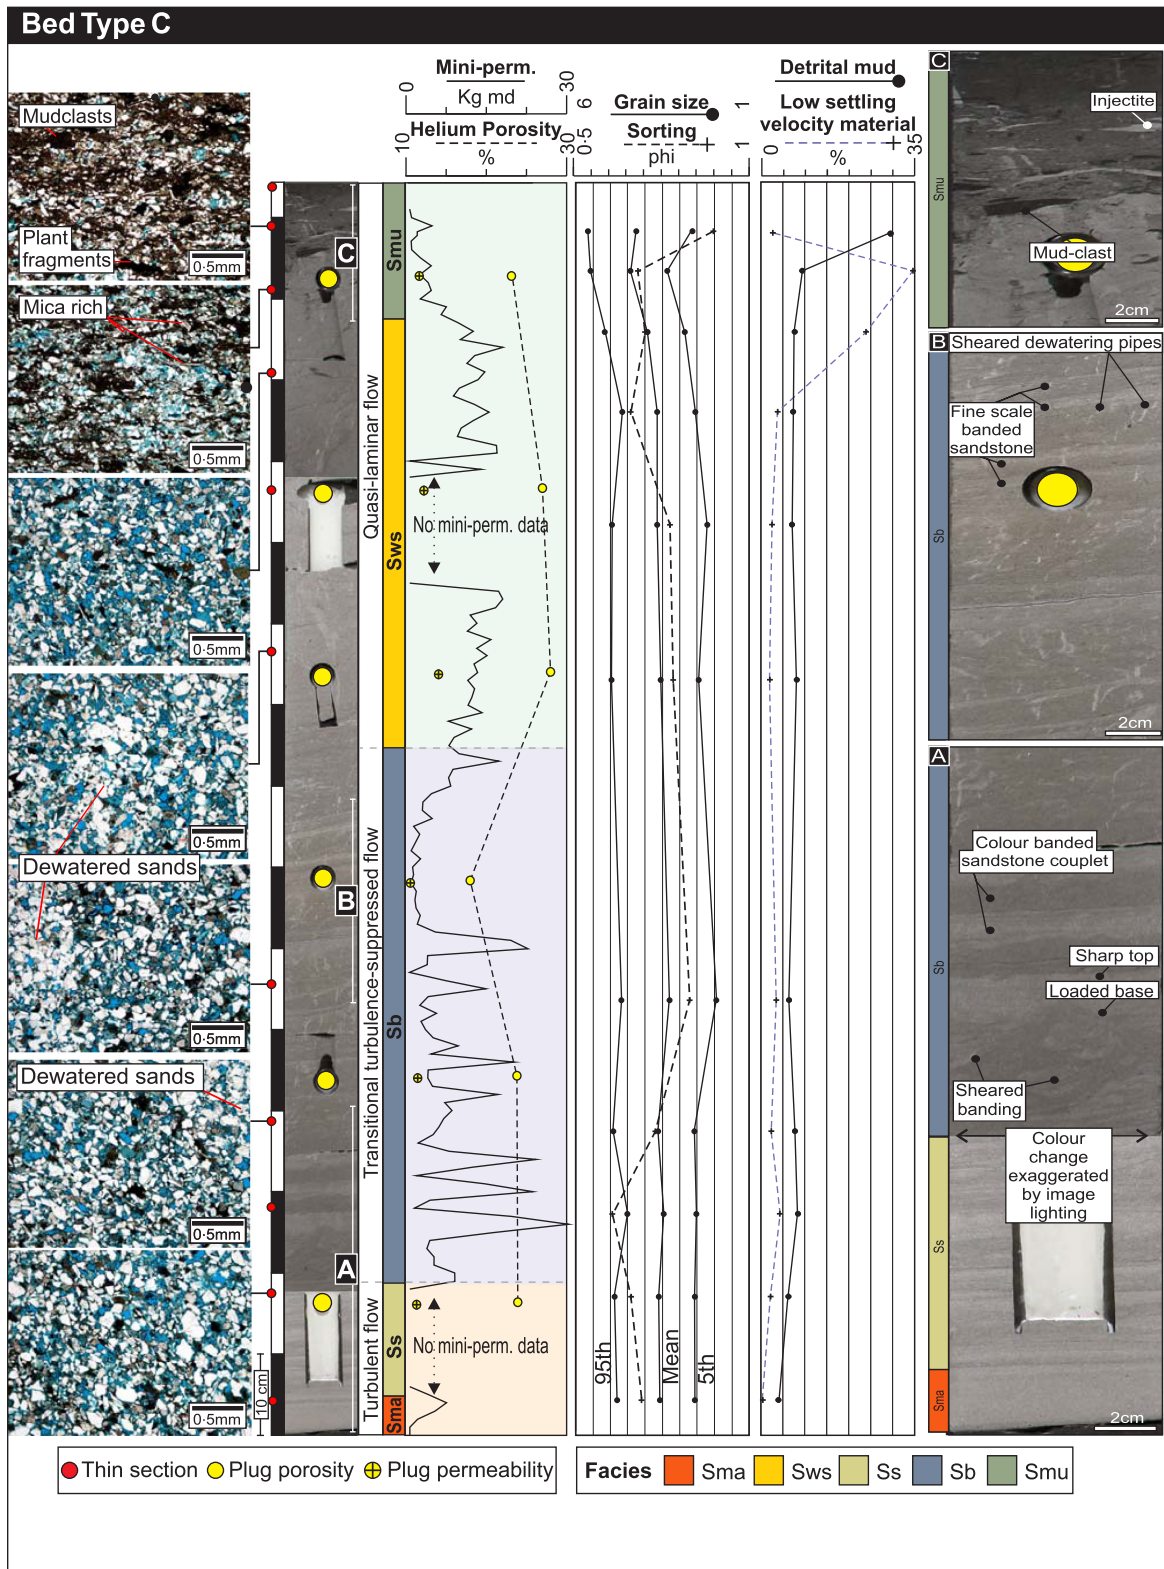 Bed Type C
Mudclasts
Plant
fragments
0·5mm
Mica rich
0·5mm
0·5mm
0·5mm
Dewatered sands
0·5mm
Dewatered sands
0·5mm
0·5mm
10 cm
C
B
A
Quasi-laminar flow
Transitional turbulence-suppressed flow
Turbulent flow
Smu
Sws
Sb
Ss
Sma
Mini-perm.
0 30
Kg md
Helium Porosity
10 30
%
No mini-perm. data
No mini-perm. data
Grain size
6 1
Sorting
0·5 1
phi
95th
Mean
5th
Detrital mud
Low settling
velocity material
0 35
%
C
Smu
Injectite
Mud-clast
2cm
B
Sb
Sheared dewatering pipes
Fine scale
banded
sandstone
2cm
A
Sb
Ss
Sma
Colour banded
sandstone couplet
Sharp top
Loaded base
Sheared
banding
Colour
change
exaggerated
by image
lighting
2cm
Thin section Plug porosity Plug permeability
Facies Sma Sws Ss Sb Smu